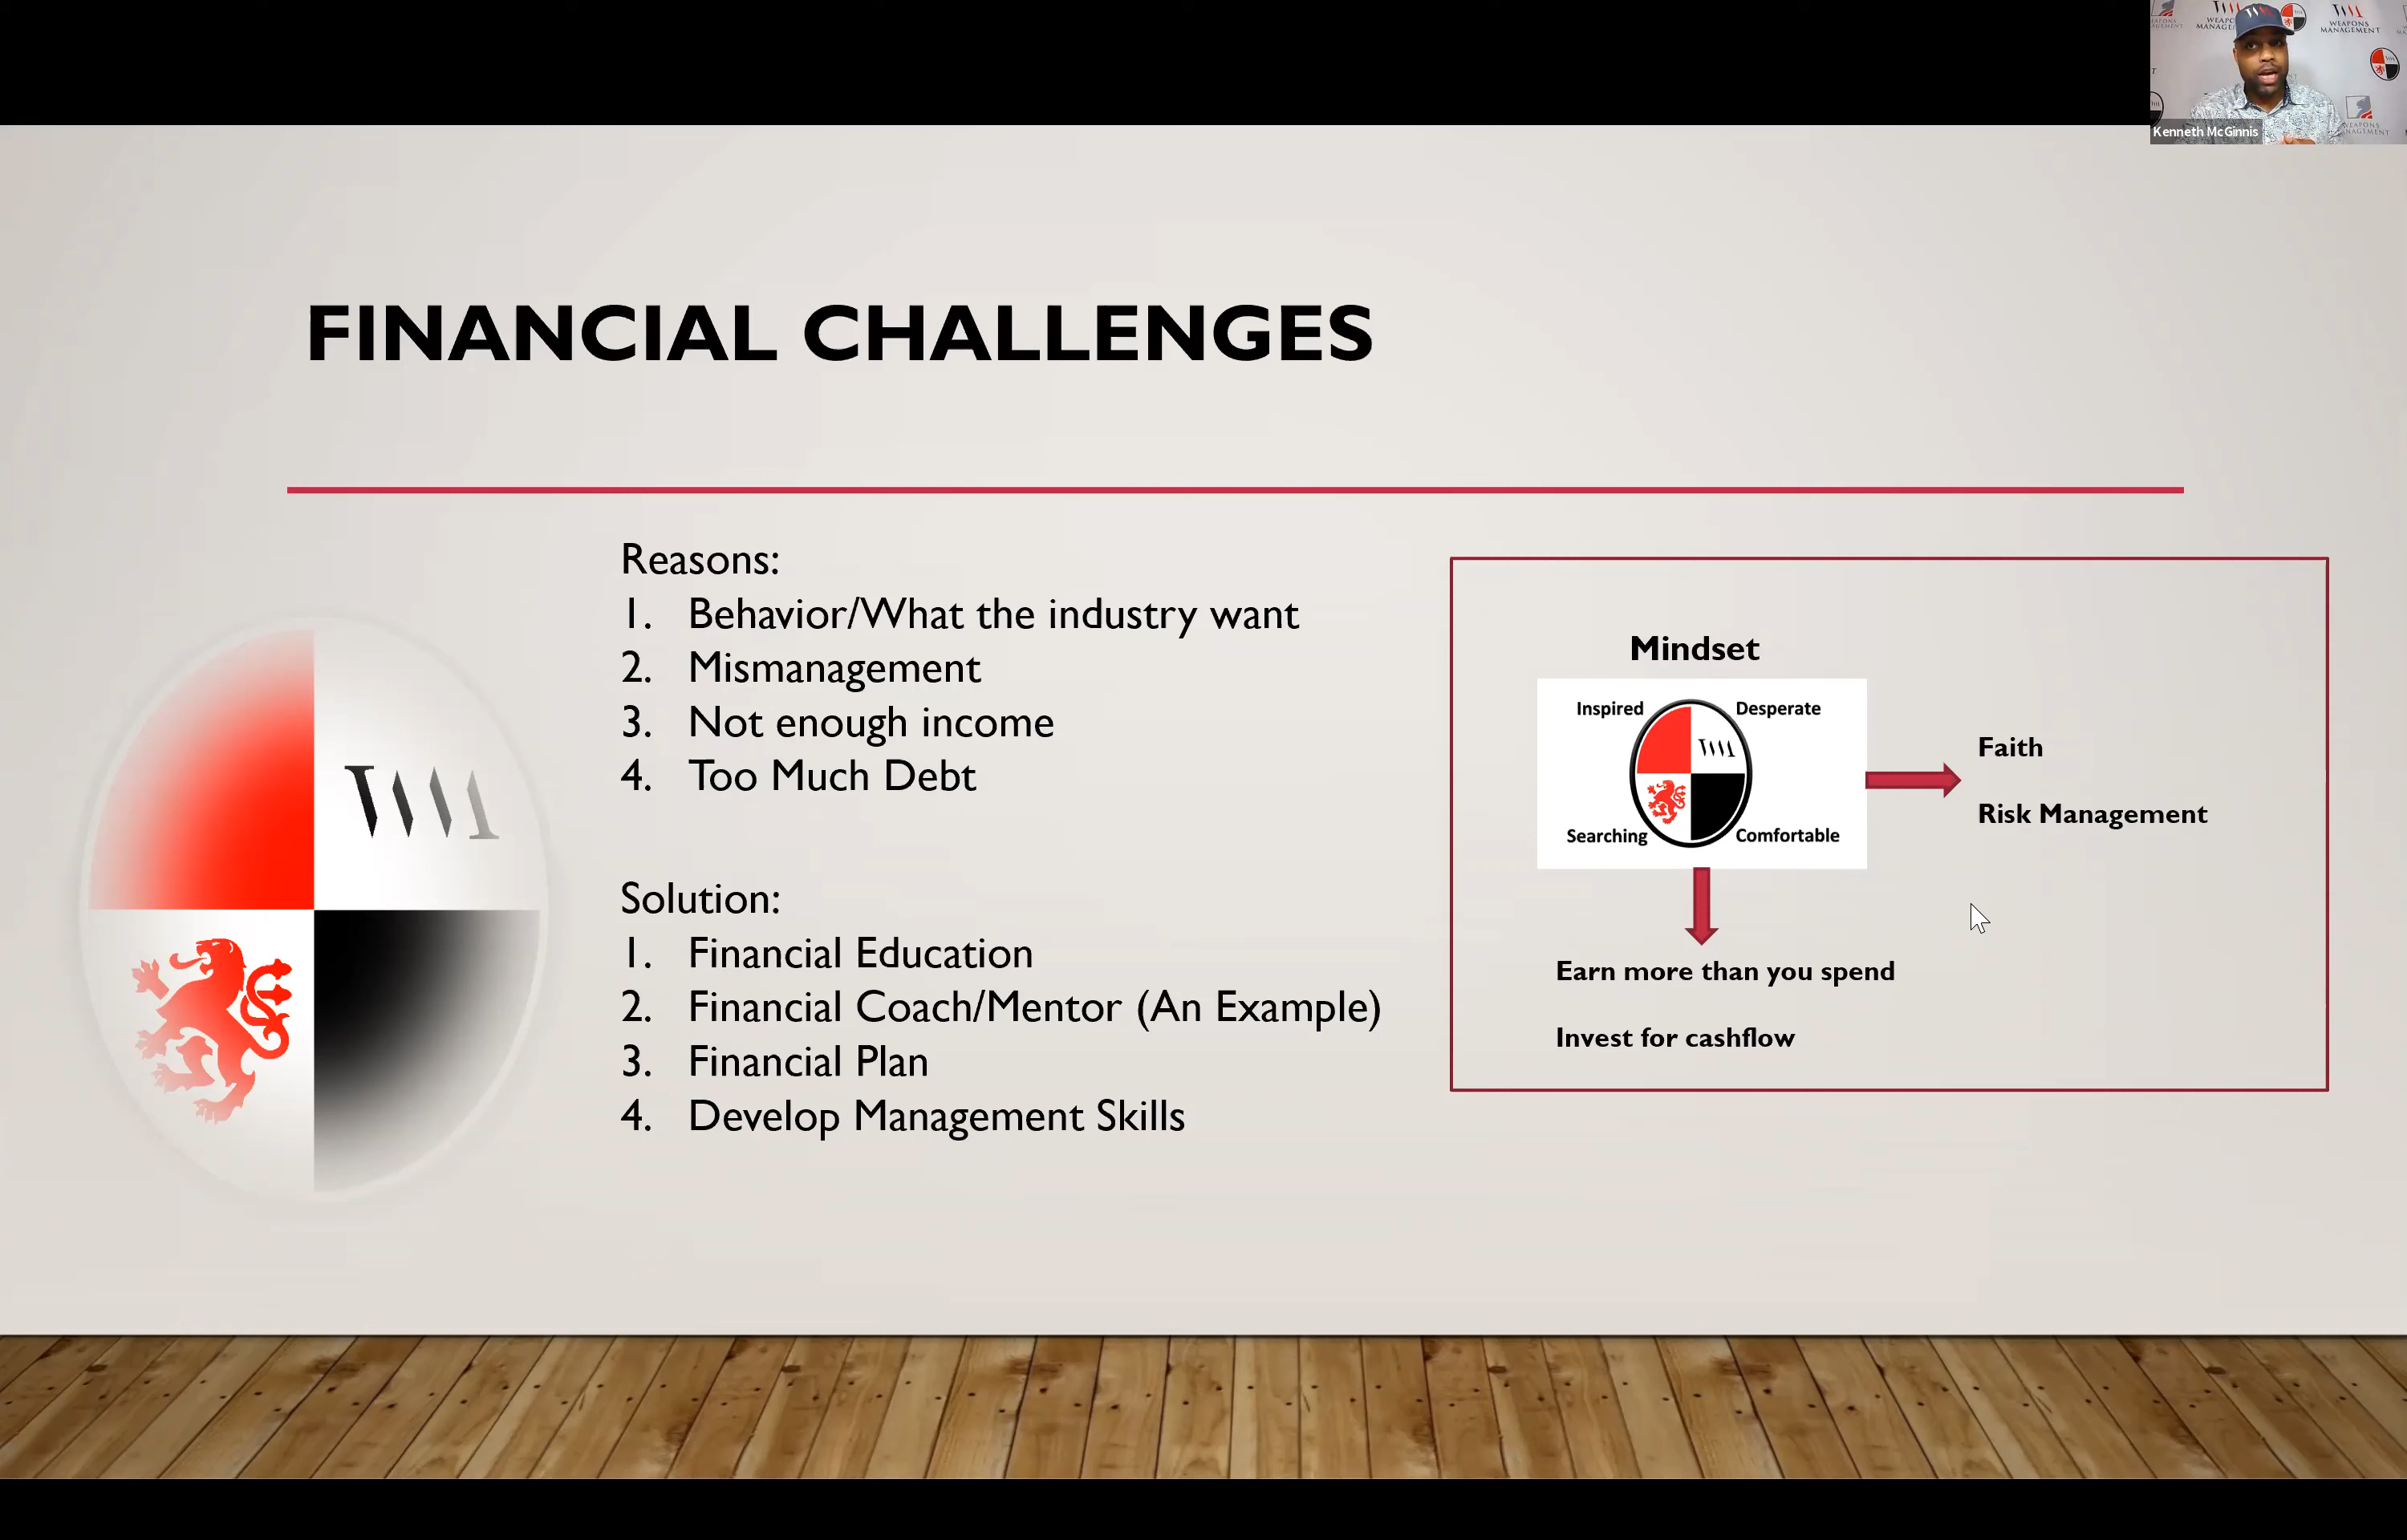 FINANCIAL CHALLENGES
Reasons:
1. Behavior/What the industry want
2. Mismanagement
3. Not enough income
4. Too Much Debt
Solution:
1. Financial Education
2. Financial Coach/Mentor (An Example)
3. Financial Plan
4. Develop Management Skills
Mindset
Inspired
Desperate
Searching
Comfortable
Faith
Risk Management
Earn more than you spend
Invest for cashflow
WEAPONS
MANAGEMENT
Kenneth McGinnis